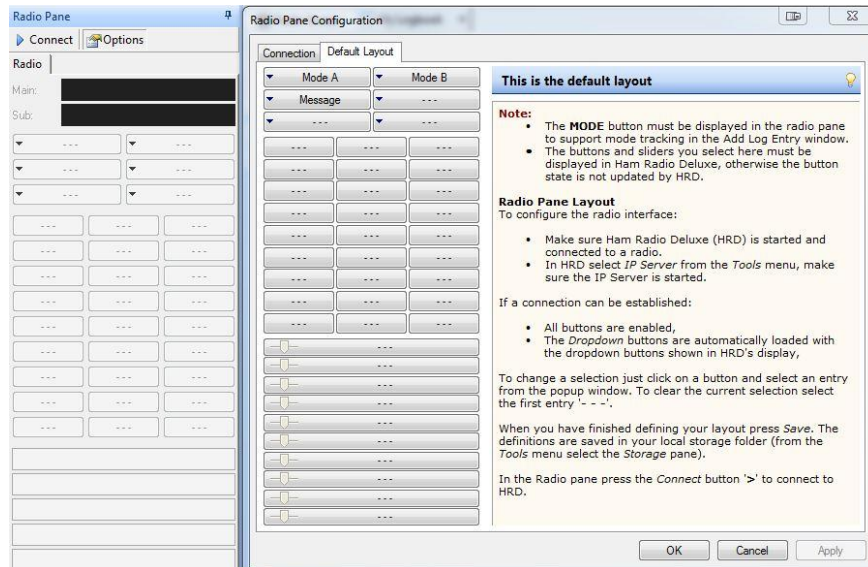 Radio Pane
Connect Options
Radio
Main:
Sub:
--- ---
--- ---
--- ---
--- --- ---
--- --- ---
--- --- ---
--- --- ---
--- --- ---
--- --- ---
--- --- ---
--- --- ---
--- --- ---
--- --- ---
Radio Pane Configuration
Connection Default Layout
Mode A Mode B
Message ---
--- ---
--- --- ---
--- --- ---
--- --- ---
--- --- ---
--- --- ---
--- --- ---
--- --- ---
--- --- ---
--- --- ---
---
---
---
---
---
---
---
---
---
---
This is the default layout
Note:
• The MODE button must be displayed in the radio pane
to support mode tracking in the Add Log Entry window.
• The buttons and sliders you select here must be
displayed in Ham Radio Deluxe, otherwise the button
state is not updated by HRD.
Radio Pane Layout
To configure the radio interface:
• Make sure Ham Radio Deluxe (HRD) is started and
connected to a radio.
• In HRD select IP Server from the Tools menu, make
sure the IP Server is started.
If a connection can be established:
• All buttons are enabled,
• The Dropdown buttons are automatically loaded with
the dropdown buttons shown in HRD's display,
To change a selection just click on a button and select an entry
from the popup window. To clear the current selection select
the first entry '- - -'.
When you have finished defining your layout press Save. The
definitions are saved in your local storage folder (from the
Tools menu select the Storage pane).
In the Radio pane press the Connect button '>' to connect to
HRD.
OK Cancel Apply